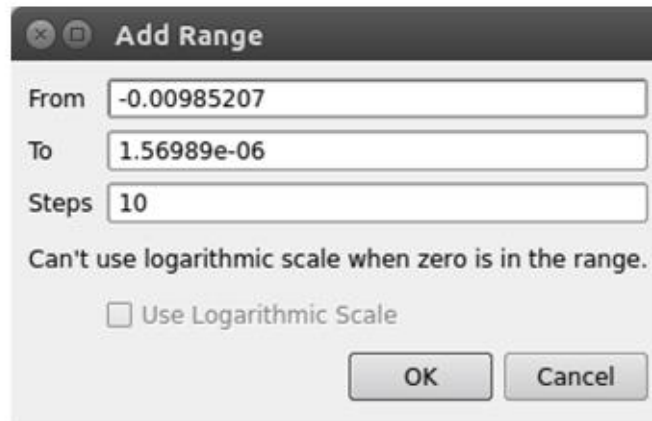 Add Range
From -0.00985207
To 1.56989e-06
Steps 10
Can't use logarithmic scale when zero is in the range.
Use Logarithmic Scale
OK Cancel